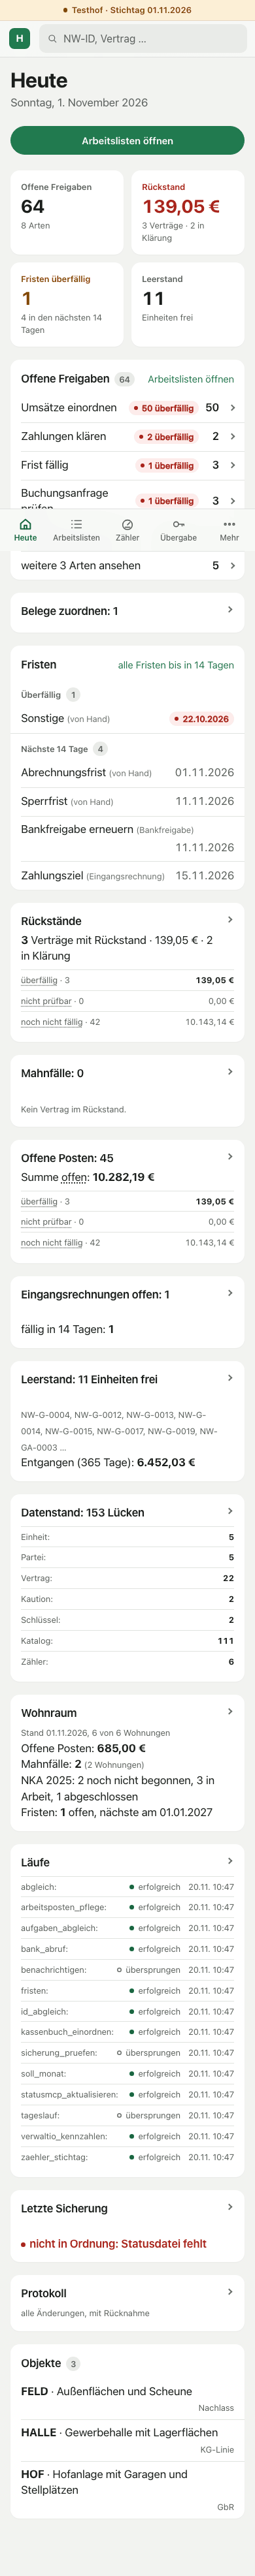 Testhof · Stichtag 01.11.2026
H
NW-ID, Vertrag ...
Heute
Sonntag, 1. November 2026
Arbeitslisten öffnen
Offene Freigaben
64
8 Arten
Rückstand
139,05 €
3 Verträge · 2 in
Klärung
Fristen überfällig
1
4 in den nächsten 14
Tagen
Leerstand
11
Einheiten frei
Offene Freigaben 64 Arbeitslisten öffnen
Umsätze einordnen 50 überfällig 50
Zahlungen klären 2 überfällig 2
Frist fällig 1 überfällig 3
Buchungsanfrage 1 überfällig 3
prüfen
Heute Arbeitslisten Zähler Übergabe Mehr
weitere 3 Arten ansehen 5
Belege zuordnen: 1
Fristen alle Fristen bis in 14 Tagen
Überfällig 1
Sonstige (von Hand) 22.10.2026
Nächste 14 Tage 4
Abrechnungsfrist (von Hand) 01.11.2026
Sperrfrist (von Hand) 11.11.2026
Bankfreigabe erneuern (Bankfreigabe)
11.11.2026
Zahlungsziel (Eingangsrechnung) 15.11.2026
Rückstände
3 Verträge mit Rückstand · 139,05 € · 2
in Klärung
überfällig · 3 139,05 €
nicht prüfbar · 0 0,00 €
noch nicht fällig · 42 10.143,14 €
Mahnfälle: 0
Kein Vertrag im Rückstand.
Offene Posten: 45
Summe offen: 10.282,19 €
überfällig · 3 139,05 €
nicht prüfbar · 0 0,00 €
noch nicht fällig · 42 10.143,14 €
Eingangsrechnungen offen: 1
fällig in 14 Tagen: 1
Leerstand: 11 Einheiten frei
NW-G-0004, NW-G-0012, NW-G-0013, NW-G-
0014, NW-G-0015, NW-G-0017, NW-G-0019, NW-
GA-0003 ...
Entgangen (365 Tage): 6.452,03 €
Datenstand: 153 Lücken
Einheit: 5
Partei: 5
Vertrag: 22
Kaution: 2
Schlüssel: 2
Katalog: 111
Zähler: 6
Wohnraum
Stand 01.11.2026, 6 von 6 Wohnungen
Offene Posten: 685,00 €
Mahnfälle: 2 (2 Wohnungen)
NKA 2025: 2 noch nicht begonnen, 3 in
Arbeit, 1 abgeschlossen
Fristen: 1 offen, nächste am 01.01.2027
Läufe
abgleich: erfolgreich 20.11. 10:47
arbeitsposten_pflege: erfolgreich 20.11. 10:47
aufgaben_abgleich: erfolgreich 20.11. 10:47
bank_abruf: erfolgreich 20.11. 10:47
benachrichtigen: übersprungen 20.11. 10:47
fristen: erfolgreich 20.11. 10:47
id_abgleich: erfolgreich 20.11. 10:47
kassenbuch_einordnen: erfolgreich 20.11. 10:47
sicherung_pruefen: übersprungen 20.11. 10:47
soll_monat: erfolgreich 20.11. 10:47
statusmcp_aktualisieren: erfolgreich 20.11. 10:47
tageslauf: übersprungen 20.11. 10:47
verwaltio_kennzahlen: erfolgreich 20.11. 10:47
zaehler_stichtag: erfolgreich 20.11. 10:47
Letzte Sicherung
nicht in Ordnung: Statusdatei fehlt
Protokoll
alle Änderungen, mit Rücknahme
Objekte 3
FELD · Außenflächen und Scheune
Nachlass
HALLE · Gewerbehalle mit Lagerflächen
KG-Linie
HOF · Hofanlage mit Garagen und
Stellplätzen
GbR